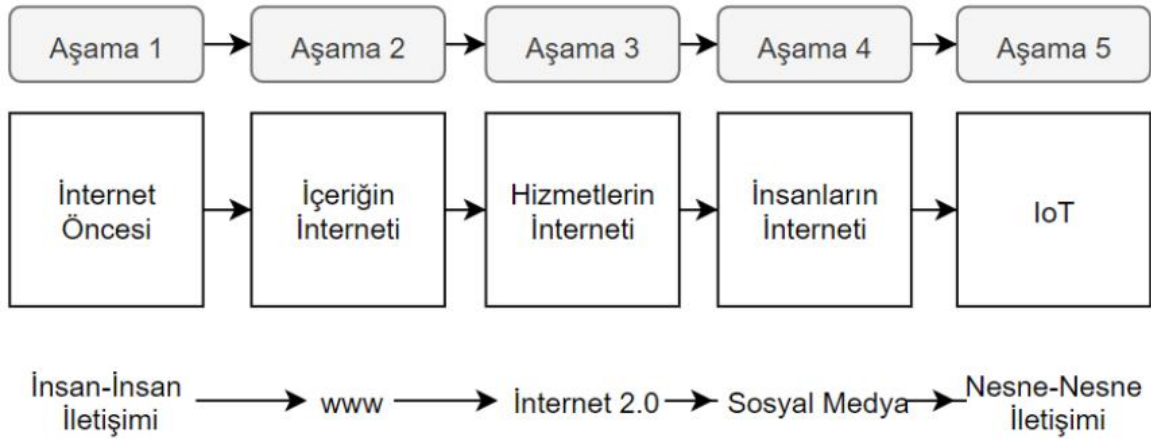 Aşama 1
Aşama 2
Aşama 3
Aşama 4
Aşama 5
İnternet
Öncesi
İçeriğin
İnterneti
Hizmetlerin
İnterneti
İnsanların
İnterneti
IoT
İnsan-İnsan
İletişimi
www
İnternet 2.0
Sosyal Medya
Nesne-Nesne
İletişimi